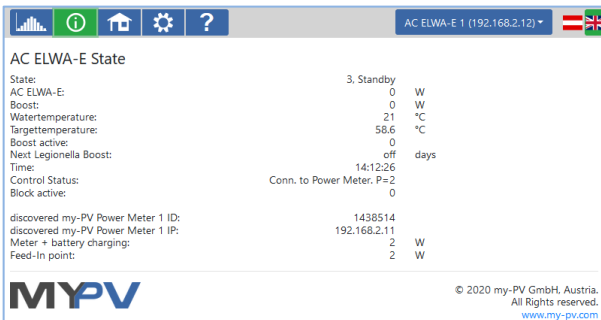 ?
AC ELWA-E 1 (192.168.2.12)
AC ELWA-E State
State: 3, Standby
AC ELWA-E: 0 W
Boost: 0 W
Watertemperature: 21 °C
Targettemperature: 58.6 °C
Boost active: 0
Next Legionella Boost: off days
Time: 14:12:26
Control Status: Conn. to Power Meter. P=2
Block active: 0
discovered my-PV Power Meter 1 ID: 1438514
discovered my-PV Power Meter 1 IP: 192.168.2.11
Meter + battery charging: 2 W
Feed-In point: 2 W
MYPV
© 2020 my-PV GmbH, Austria.
All Rights reserved.
www.my-pv.com